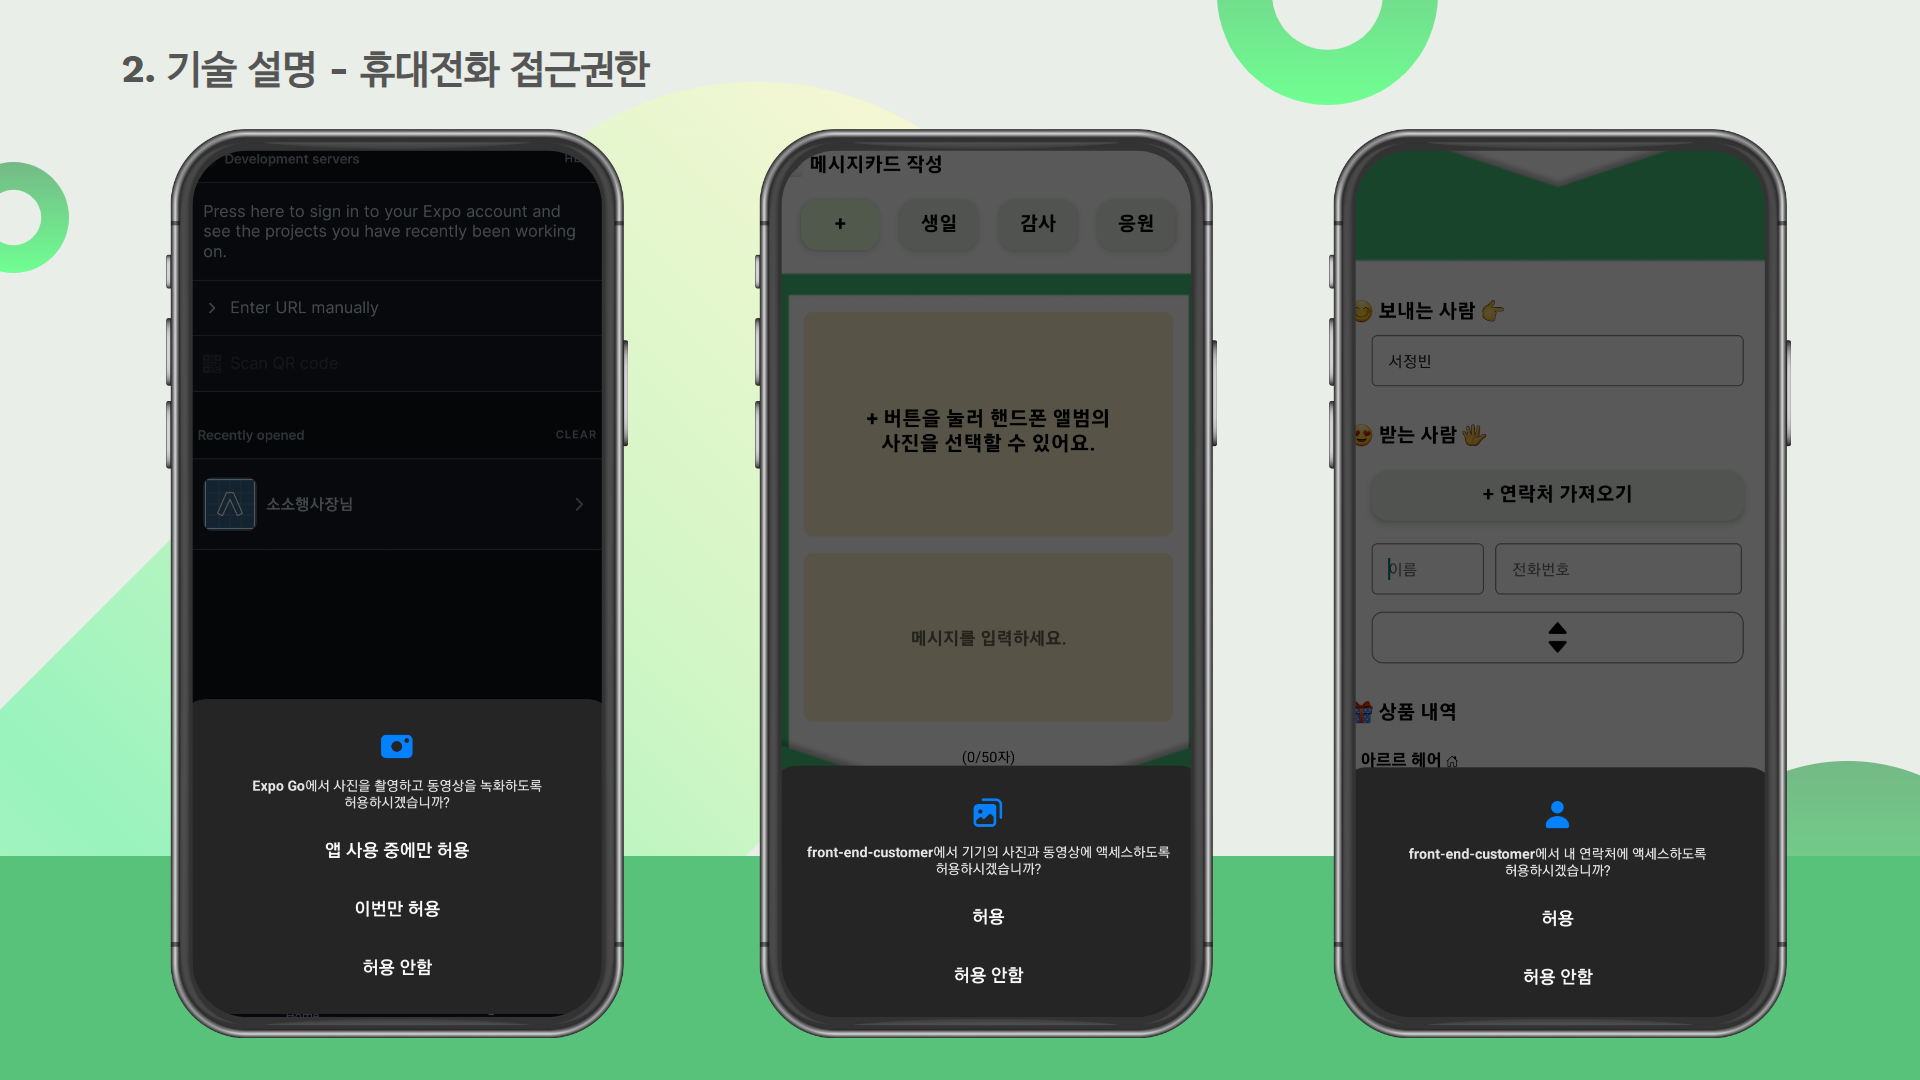 2. 기술 설명 - 휴대전화 접근권한
Development servers
Press here to sign in to your Expo account and
see the projects you have recently been working
on.
Enter URL manually
Scan QR code
Recently opened
CLEAR
소소행사장님
Expo Go에서 사진을 촬영하고 동영상을 녹화하도록
허용하시겠습니까?
앱 사용 중에만 허용
이번만 허용
허용 안함
메시지카드 작성
+ 생일 감사 응원
+ 버튼을 눌러 핸드폰 앨범의
사진을 선택할 수 있어요.
메시지를 입력하세요.
(0/50자)
front-end-customer에서 기기의 사진과 동영상에 액세스하도록
허용하시겠습니까?
허용
허용 안함
😊 보내는 사람 👉
서정빈
😍 받는 사람 🖐
+ 연락처 가져오기
이름 전화번호
🎁 상품 내역
아르르 헤어
front-end-customer에서 내 연락처에 액세스하도록
허용하시겠습니까?
허용
허용 안함